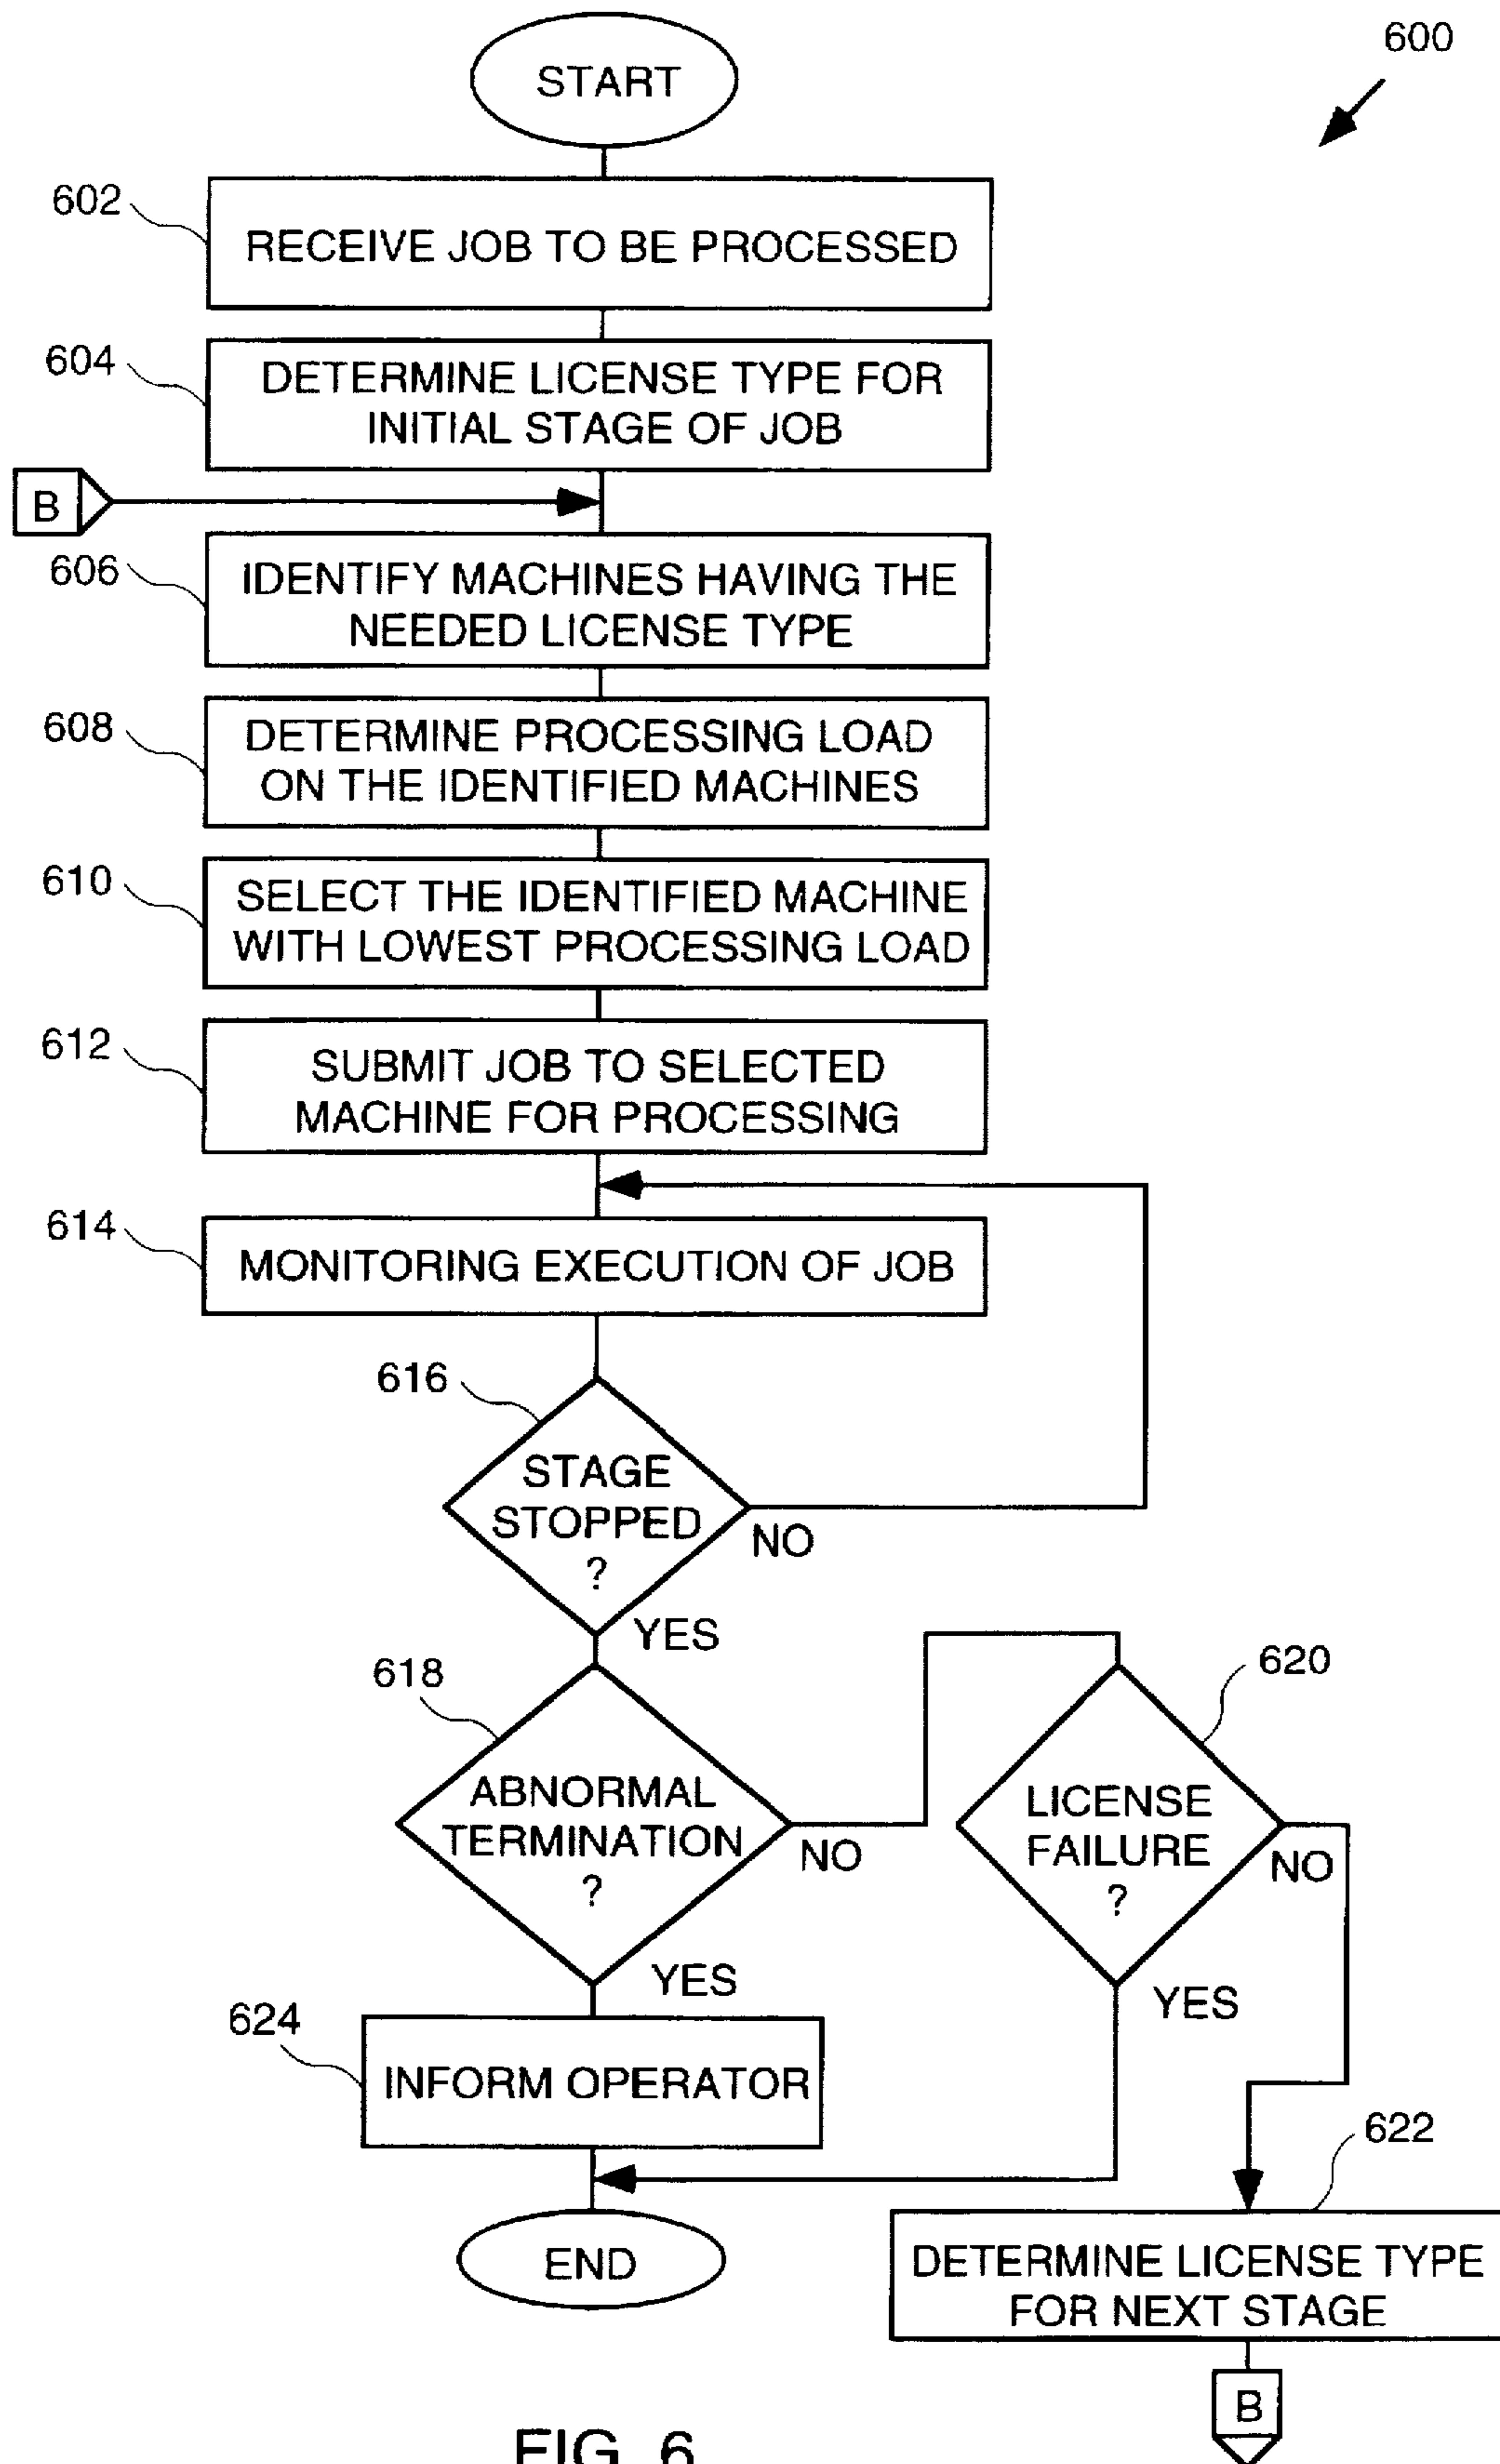 600
START
602
RECEIVE JOB TO BE PROCESSED
604
DETERMINE LICENSE TYPE FOR
INITIAL STAGE OF JOB
B
606
IDENTIFY MACHINES HAVING THE
NEEDED LICENSE TYPE
608
DETERMINE PROCESSING LOAD
ON THE IDENTIFIED MACHINES
610
SELECT THE IDENTIFIED MACHINE
WITH LOWEST PROCESSING LOAD
612
SUBMIT JOB TO SELECTED
MACHINE FOR PROCESSING
614
MONITORING EXECUTION OF JOB
616
STAGE
STOPPED
?
NO
YES
618
ABNORMAL
TERMINATION
?
NO
YES
620
LICENSE
FAILURE
?
NO
YES
624
INFORM OPERATOR
END
622
DETERMINE LICENSE TYPE
FOR NEXT STAGE
B
FIG. 6